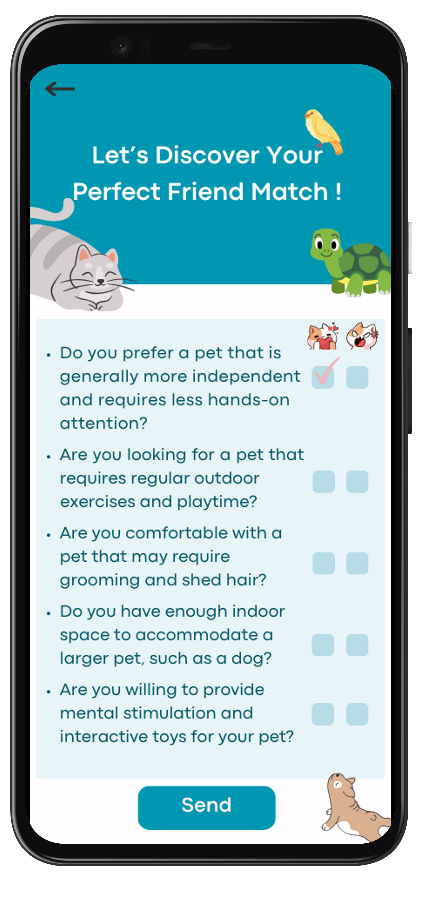 Let's Discover Your
Perfect Friend Match !
• Do you prefer a pet that is
generally more independent
and requires less hands-on
attention?
• Are you looking for a pet that
requires regular outdoor
exercises and playtime?
• Are you comfortable with a
pet that may require
grooming and shed hair?
• Do you have enough indoor
space to accommodate a
larger pet, such as a dog?
• Are you willing to provide
mental stimulation and
interactive toys for your pet?
Send